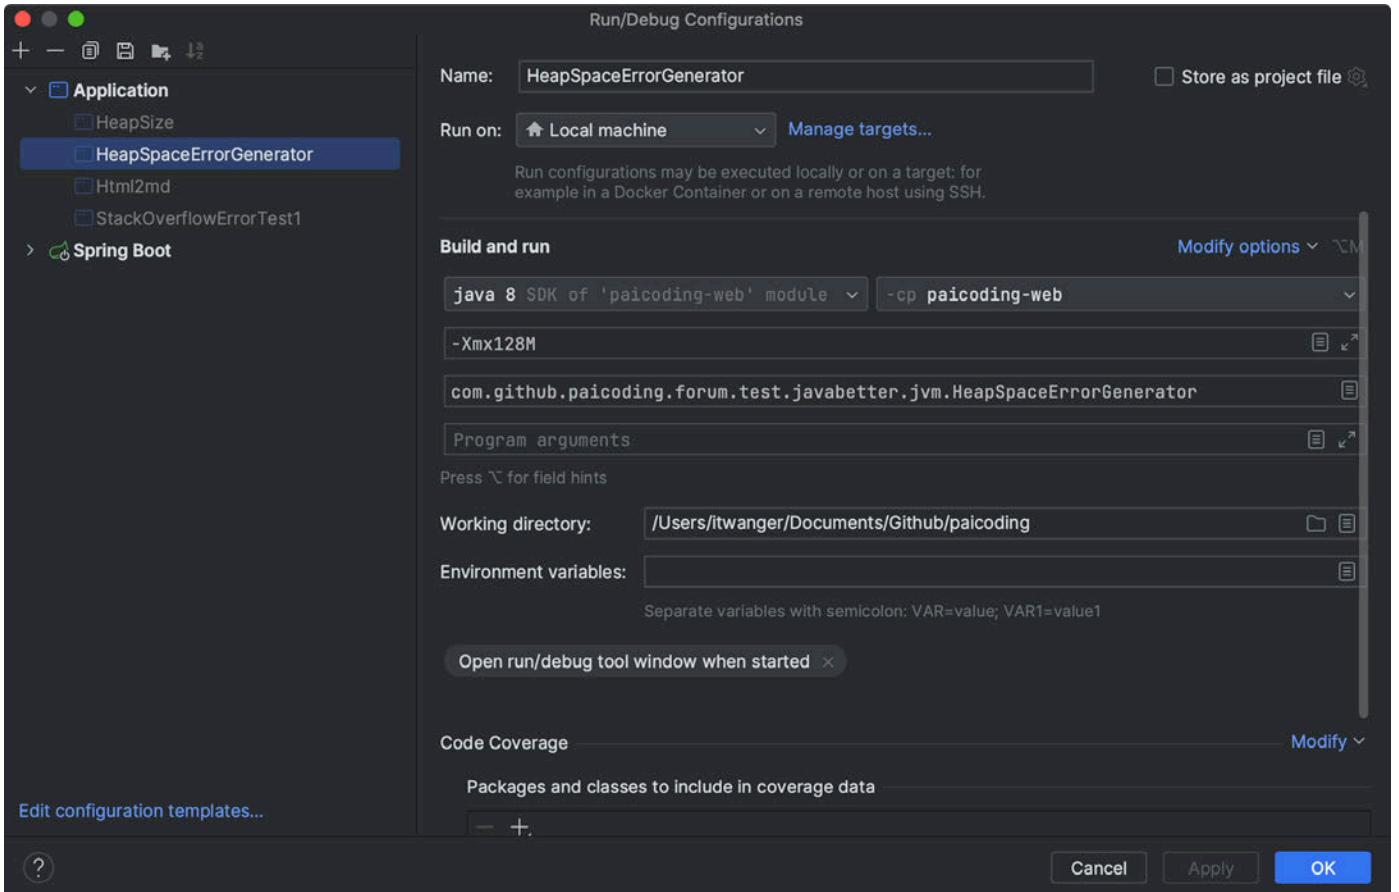 Run/Debug Configurations
Application
HeapSize
HeapSpaceErrorGenerator
Html2md
StackOverflowErrorTest1
Spring Boot
Edit configuration templates...
Name: HeapSpaceErrorGenerator Store as project file
Run on: Local machine Manage targets...
Run configurations may be executed locally or on a target: for
example in a Docker Container or on a remote host using SSH.
Build and run Modify options ⌥M
java 8 SDK of 'paicoding-web' module -cp paicoding-web
-Xmx128M
com.github.paicoding.forum.test.javabetter.jvm.HeapSpaceErrorGenerator
Program arguments
Press ⌥ for field hints
Working directory: /Users/itwanger/Documents/Github/paicoding
Environment variables:
Separate variables with semicolon: VAR=value; VAR1=value1
Open run/debug tool window when started ×
Code Coverage Modify
Packages and classes to include in coverage data
? Cancel Apply OK